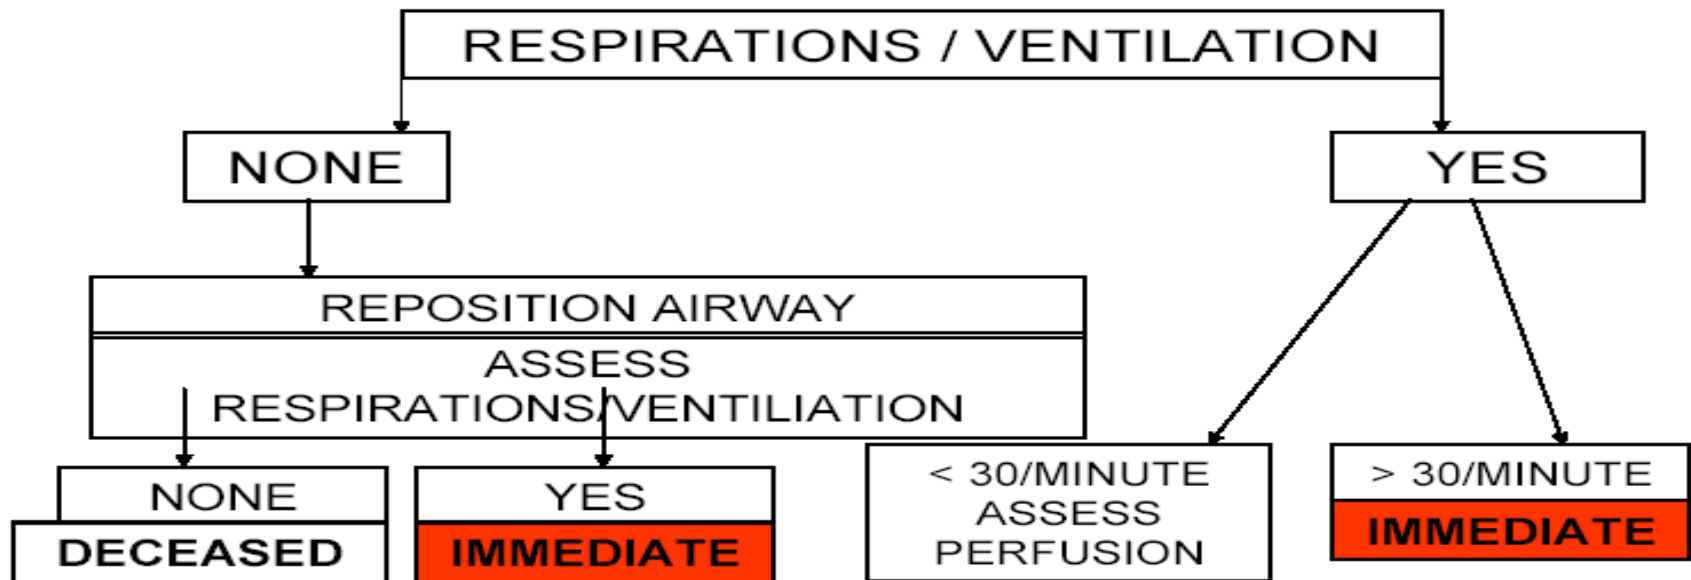 RESPIRATIONS / VENTILATION
NONE
YES
REPOSITION AIRWAY
ASSESS
RESPIRATIONS/VENTILIATION
NONE
DECEASED
YES
IMMEDIATE
< 30/MINUTE
ASSESS
PERFUSION
> 30/MINUTE
IMMEDIATE